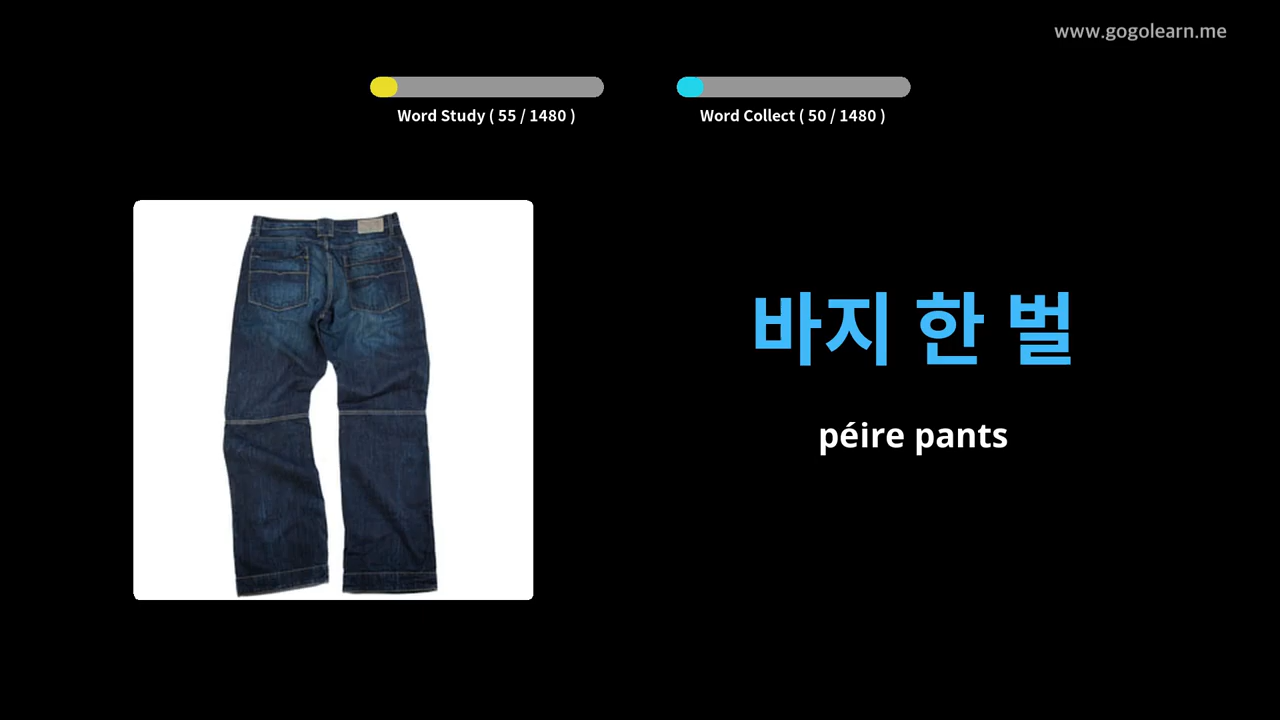 www.gogolearn.me
Word Study ( 55 / 1480 )
Word Collect ( 50 / 1480 )
바지 한 벌
péire pants